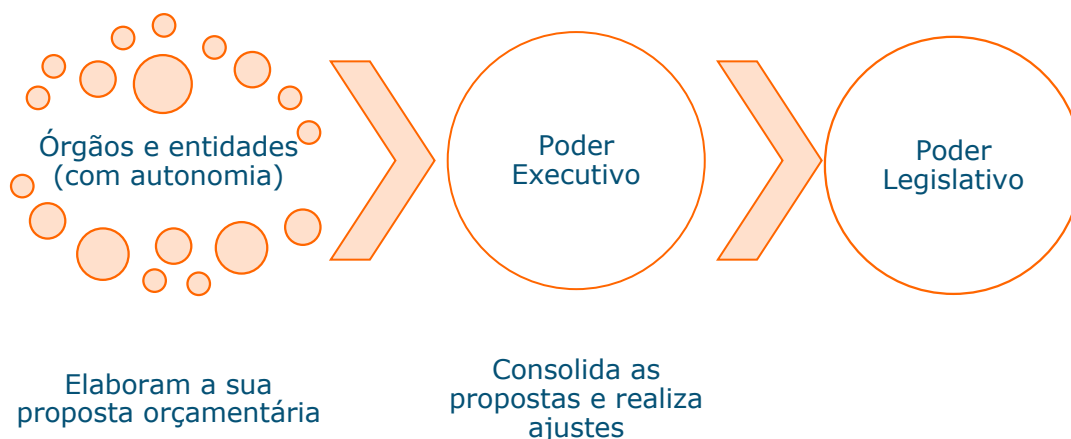 Órgãos e entidades
(com autonomia)
Poder
Executivo
Poder
Legislativo
Elaboram a sua
proposta orçamentária
Consolida as
propostas e realiza
ajustes